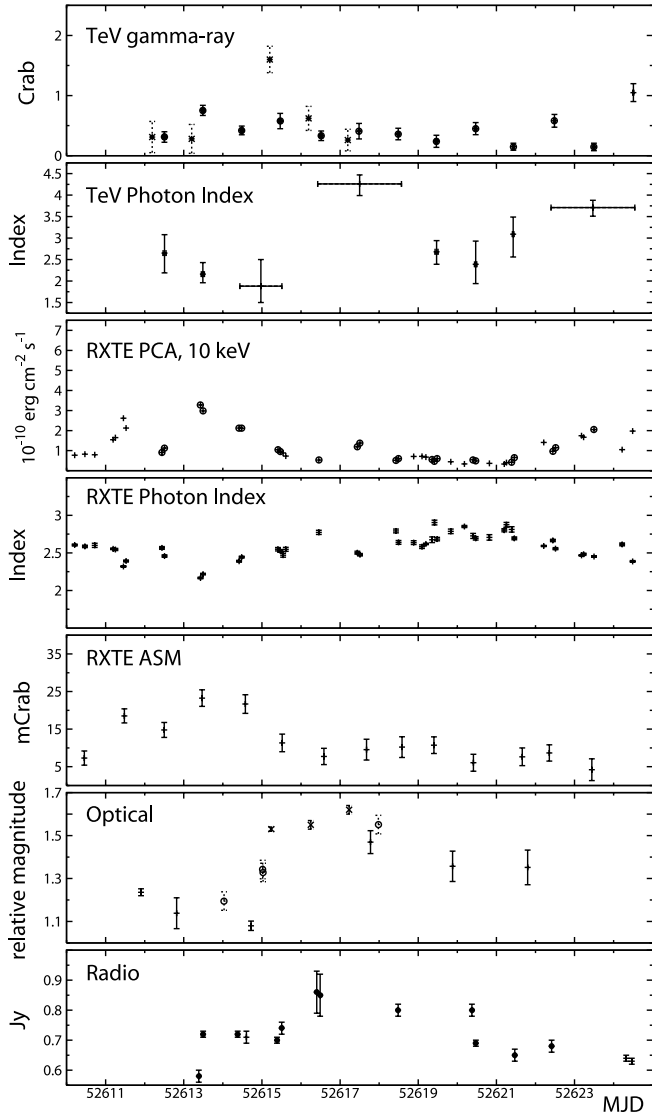 TeV gamma-ray
Crab
2
1
0
TeV Photon Index
Index
4.5
4
3.5
3
2.5
2
1.5
RXTE PCA, 10 keV
10⁻¹⁰ erg cm⁻² s⁻¹
7
6
5
4
3
2
1
RXTE Photon Index
Index
3
2.5
2
RXTE ASM
mCrab
35
25
15
5
Optical
relative magnitude
1.7
1.5
1.3
1.1
Radio
Jy
0.9
0.8
0.7
0.6
52611 52613 52615 52617 52619 52621 52623
MJD